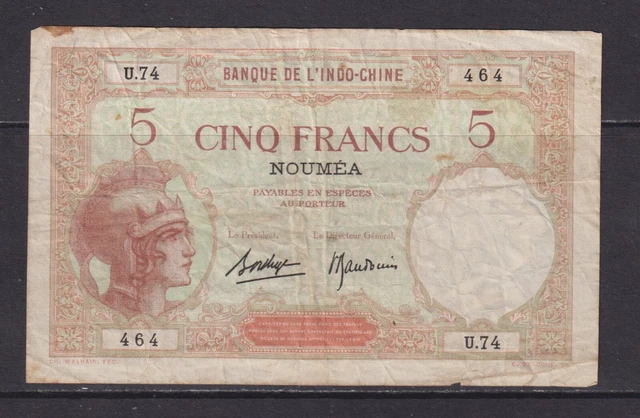 U.74
BANQUE DE L'INDO-CHINE
464
5
CINQ FRANCS
5
NOUMÉA
PAYABLES EN ESPÈCES
AU PORTEUR
Le Président,
Le Directeur Général,
464
U.74